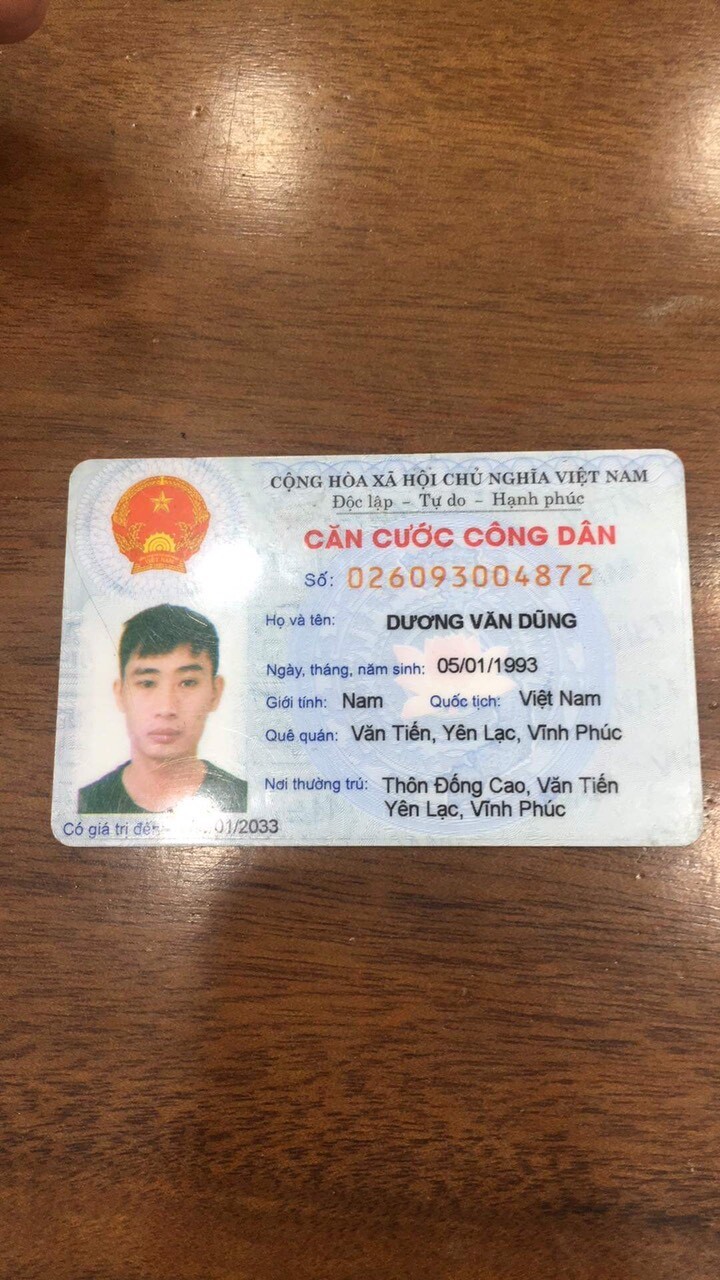 CỘNG HÒA XÃ HỘI CHỦ NGHĨA VIỆT NAM
Độc lập - Tự do - Hạnh phúc
CĂN CƯỚC CÔNG DÂN
Số: 026093004872
Họ và tên: DƯƠNG VĂN DŨNG
Ngày, tháng, năm sinh: 05/01/1993
Giới tính: Nam Quốc tịch: Việt Nam
Quê quán: Văn Tiến, Yên Lạc, Vĩnh Phúc
Nơi thường trú: Thôn Đống Cao, Văn Tiến
Yên Lạc, Vĩnh Phúc
Có giá trị đến 01/2033